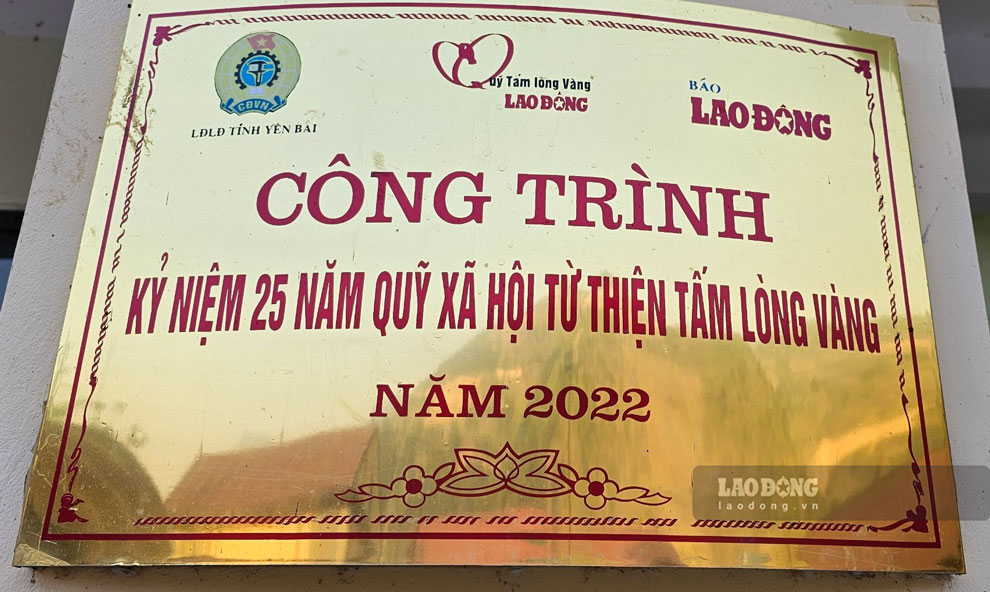 CĐVN
LĐLĐ TỈNH YÊN BÁI
Quỹ Tấm lòng Vàng
LAO ĐỘNG
BÁO
LAO ĐỘNG
CÔNG TRÌNH
KỶ NIỆM 25 NĂM QUỸ XÃ HỘI TỪ THIỆN TẤM LÒNG VÀNG
NĂM 2022
LAO ĐỘNG
laodong.vn